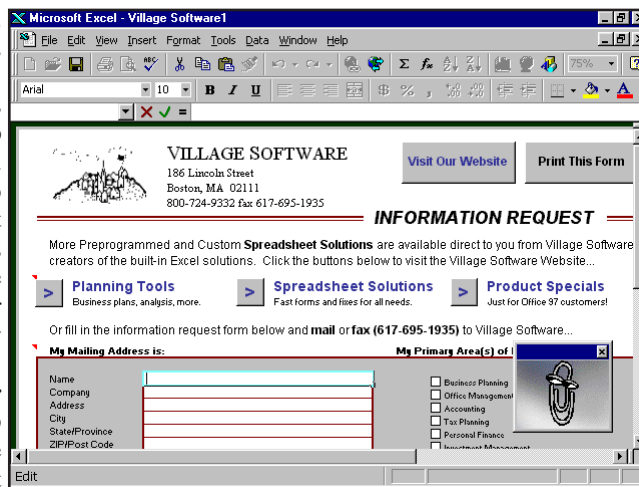 Microsoft Excel - Village Software1
File Edit View Insert Format Tools Data Window Help
75%
Arial 10 B I U $ % ,
=
VILLAGE SOFTWARE
186 Lincoln Street
Boston, MA 02111
800-724-9332 fax 617-695-1935
Visit Our Website
Print This Form
INFORMATION REQUEST
More Preprogrammed and Custom Spreadsheet Solutions are available direct to you from Village Software
creators of the built-in Excel solutions. Click the buttons below to visit the Village Software Website...
> Planning Tools
Business plans, analysis, more.
> Spreadsheet Solutions
Fast forms and fixes for all needs.
> Product Specials
Just for Office 97 customers!
Or fill in the information request form below and mail or fax (617-695-1935) to Village Software...
My Mailing Address is:
My Primary Area(s) of
Name
Company
Address
City
State/Province
ZIP/Post Code
Business Planning
Office Management
Accounting
Tax Planning
Personal Finance
Investment Management
Edit